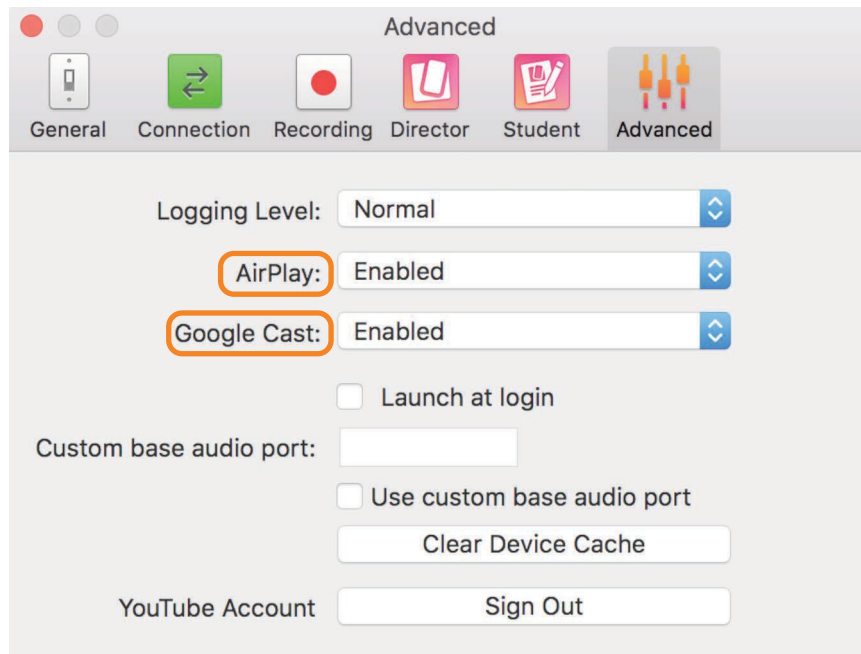 Advanced
General Connection Recording Director Student Advanced
Logging Level: Normal
AirPlay: Enabled
Google Cast: Enabled
Launch at login
Custom base audio port:
Use custom base audio port
Clear Device Cache
YouTube Account Sign Out